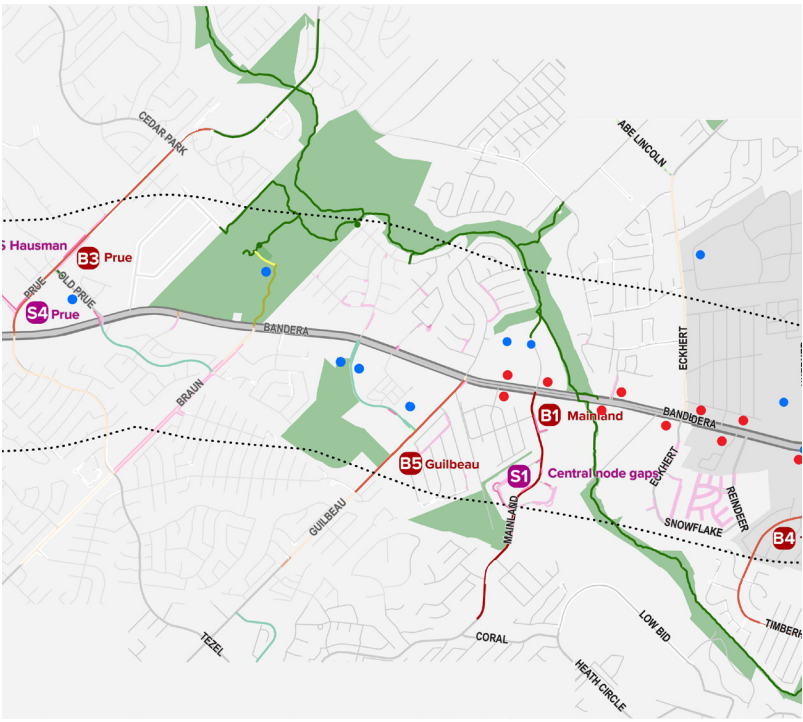 ABE LINCOLN
CEDAR PARK
S Hausman
B3 Prue
PRUE
OLD PRUE
S4 Prue
BANDERA
ECKHERT
BRAUN
B1 Mainland
BANDERA
B5 Guilbeau
S1 Central node gaps
ECKHERT
REINDEER
GUILBEAU
MAINLAND
SNOWFLAKE
B4
TIMBERH
CORAL
LOW BID
TEZEL
HEATH CIRCLE